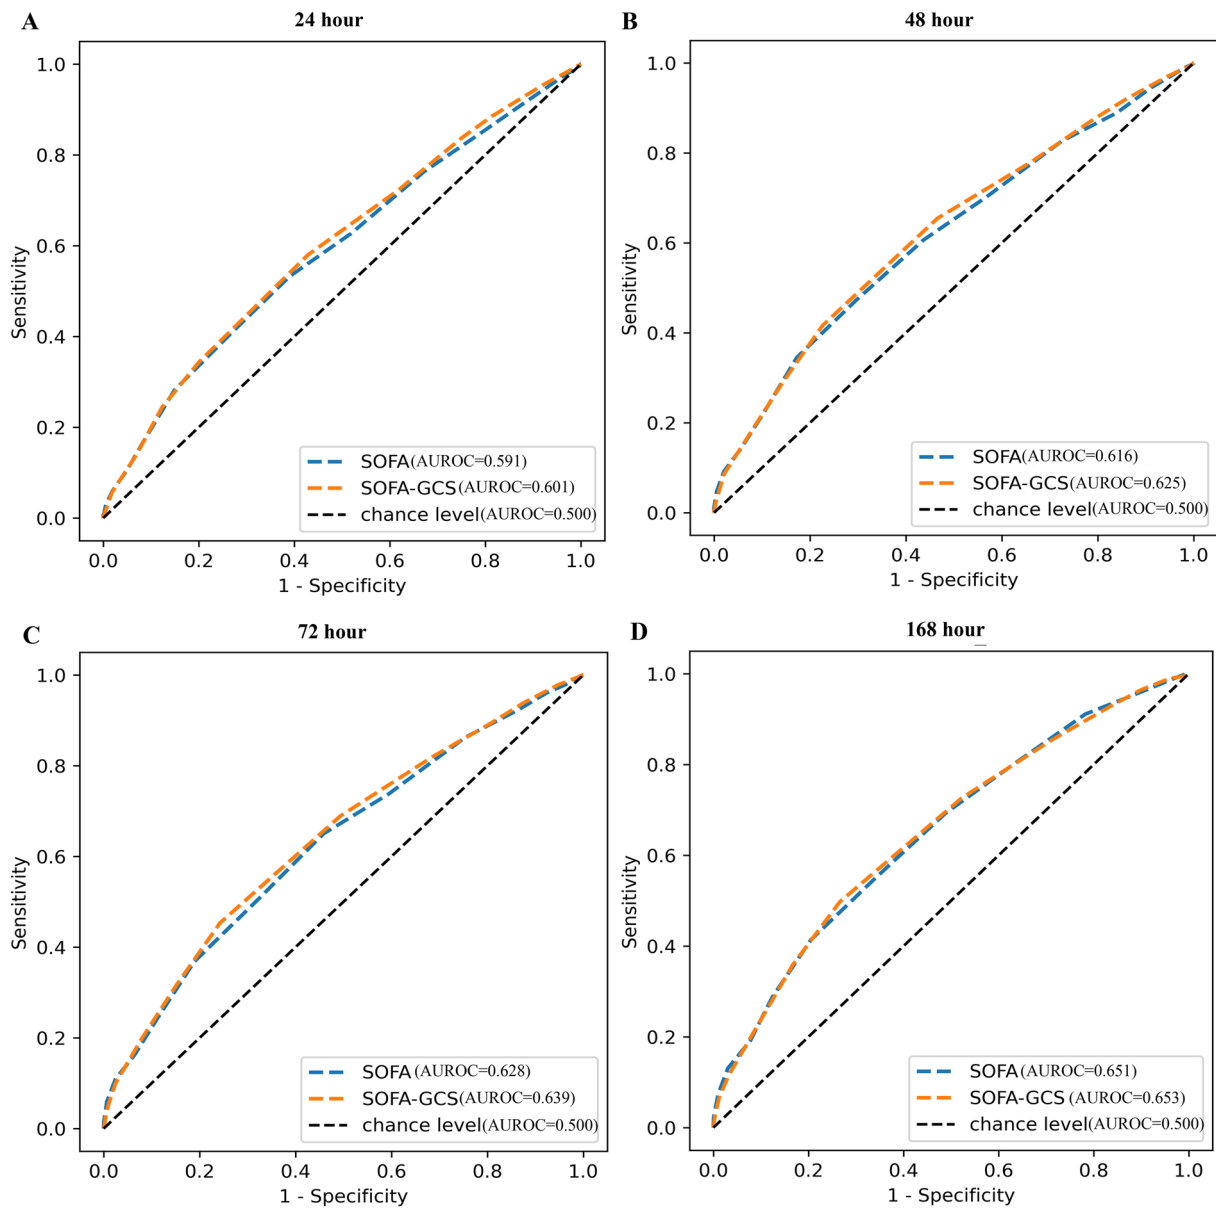 A
24 hour
1.0
0.8
0.6
0.4
0.2
0.0
Sensitivity
SOFA(AUROC=0.591)
SOFA-GCS(AUROC=0.601)
chance level(AUROC=0.500)
0.0 0.2 0.4 0.6 0.8 1.0
1 - Specificity
B
48 hour
1.0
0.8
0.6
0.4
0.2
0.0
Sensitivity
SOFA(AUROC=0.616)
SOFA-GCS(AUROC=0.625)
chance level(AUROC=0.500)
0.0 0.2 0.4 0.6 0.8 1.0
1 - Specificity
C
72 hour
1.0
0.8
0.6
0.4
0.2
0.0
Sensitivity
SOFA (AUROC=0.628)
SOFA-GCS(AUROC=0.639)
chance level(AUROC=0.500)
0.0 0.2 0.4 0.6 0.8 1.0
1 - Specificity
D
168 hour
1.0
0.8
0.6
0.4
0.2
0.0
Sensitivity
SOFA (AUROC=0.651)
SOFA-GCS (AUROC=0.653)
chance level(AUROC=0.500)
0.0 0.2 0.4 0.6 0.8 1.0
1 - Specificity